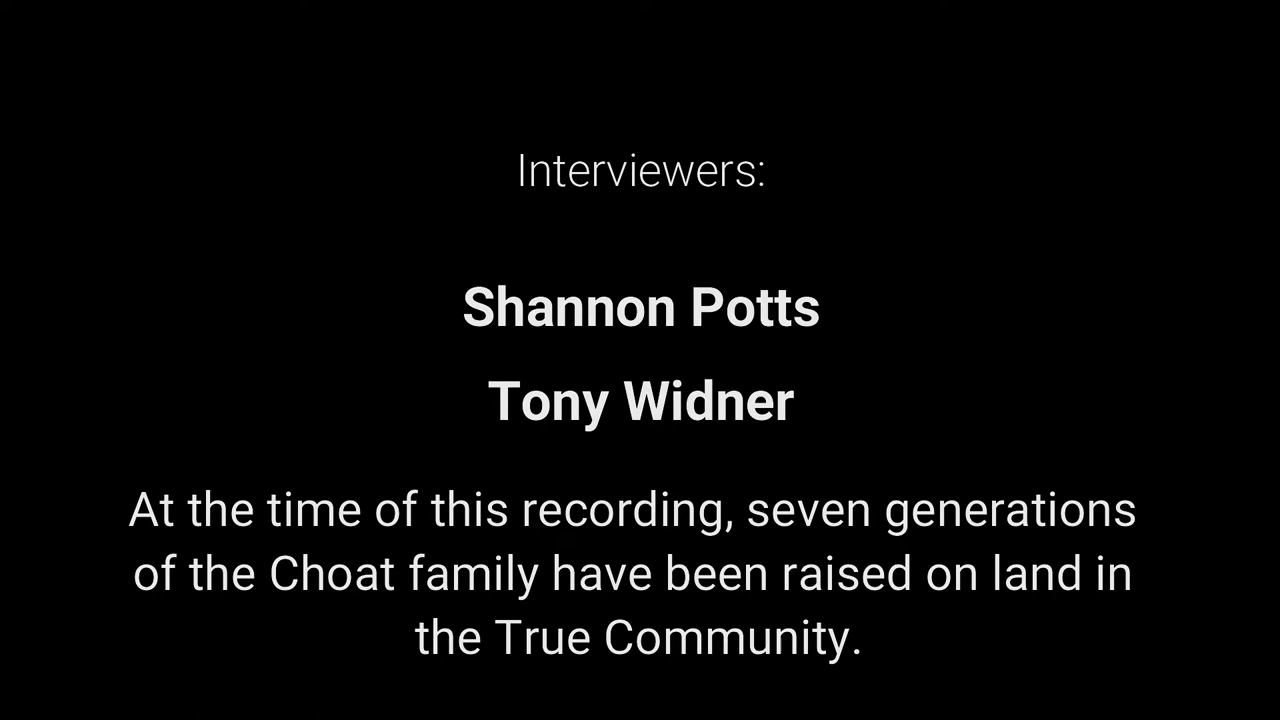 Interviewers:
Shannon Potts
Tony Widner
At the time of this recording, seven generations
of the Choat family have been raised on land in
the True Community.